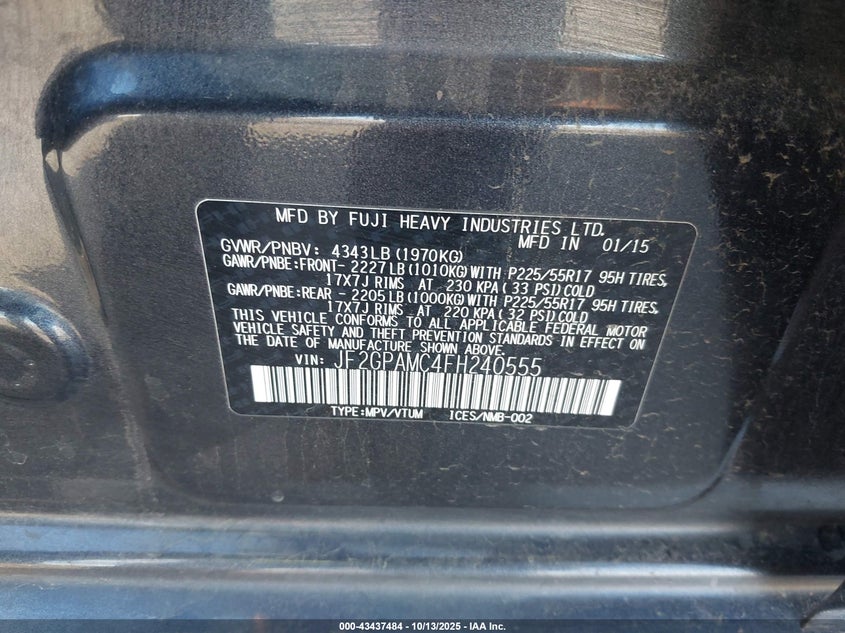 MFD BY FUJI HEAVY INDUSTRIES LTD.
MFD IN 01/15
GVWR/PNBV: 4343LB(1970KG)
GAWR/PNBE:FRONT- 2227LB(1010KG)WITH P225/55R17 95H TIRES,
17X7J RIMS AT 230 KPA(33 PSI)COLD
GAWR/PNBE:REAR - 2205LB(1000KG)WITH P225/55R17 95H TIRES,
17X7J RIMS AT 220 KPA(32 PSI)COLD
THIS VEHICLE CONFORMS TO ALL APPLICABLE FEDERAL MOTOR
VEHICLE SAFETY AND THEFT PREVENTION STANDARDS IN EFFECT ON
THE DATE OF MANUFACTURE SHOWN ABOVE.
VIN: JF2GPAMC4FH240555
TYPE:MPV/VTUM ICES/NMB-002
000-43437484 - 10/13/2025 - IAA Inc.